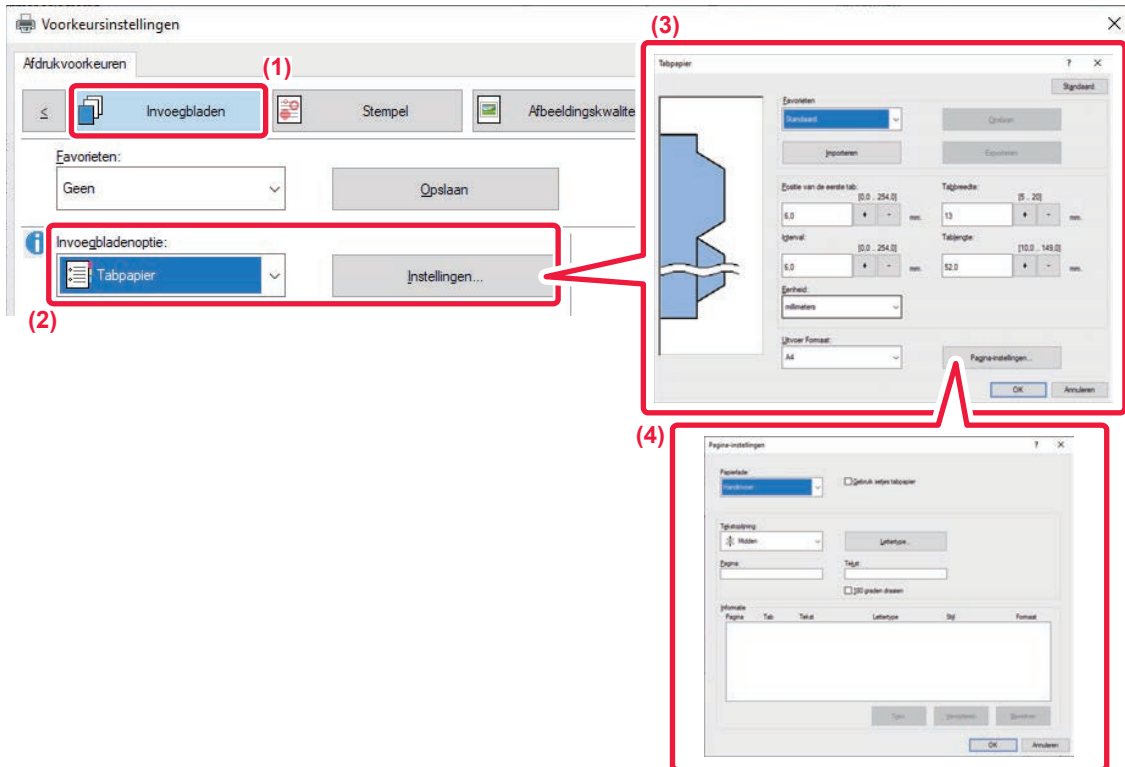 Voorkeursinstellingen
Afdrukvoorkeuren
(1)
< Invoegbladen Stempel Afbeeldingskwalite
Favorieten:
Geen Opslaan
Invoegbladenoptie:
Tabpapier Instellingen...
(2)
(3)
Tabpapier ? ×
Standaard
Favorieten
Standaard Opslaan
Importeren Exporteren
Positie van de eerste tab: Tabbreedte:
[0,0 .. 254,0] [5 .. 20]
6,0 + - mm. 13 + - mm.
Interval: Tablengte:
[0,0 .. 254,0] [10,0 .. 149,0]
6,0 + - mm. 52,0 + - mm.
Eenheid:
millimeters
Uitvoer Formaat:
A4 Pagina-instellingen...
OK Annuleren
(4)
Pagina-instellingen ? ×
Papierlade:
Handinvoer Gebruik setjes tabpapier
Tekstuitlijning:
Midden Lettertype...
Pagina: Tekst:
180 graden draaien
Informatie
Pagina Tab Tekst Lettertype Stijl Formaat
OK Annuleren